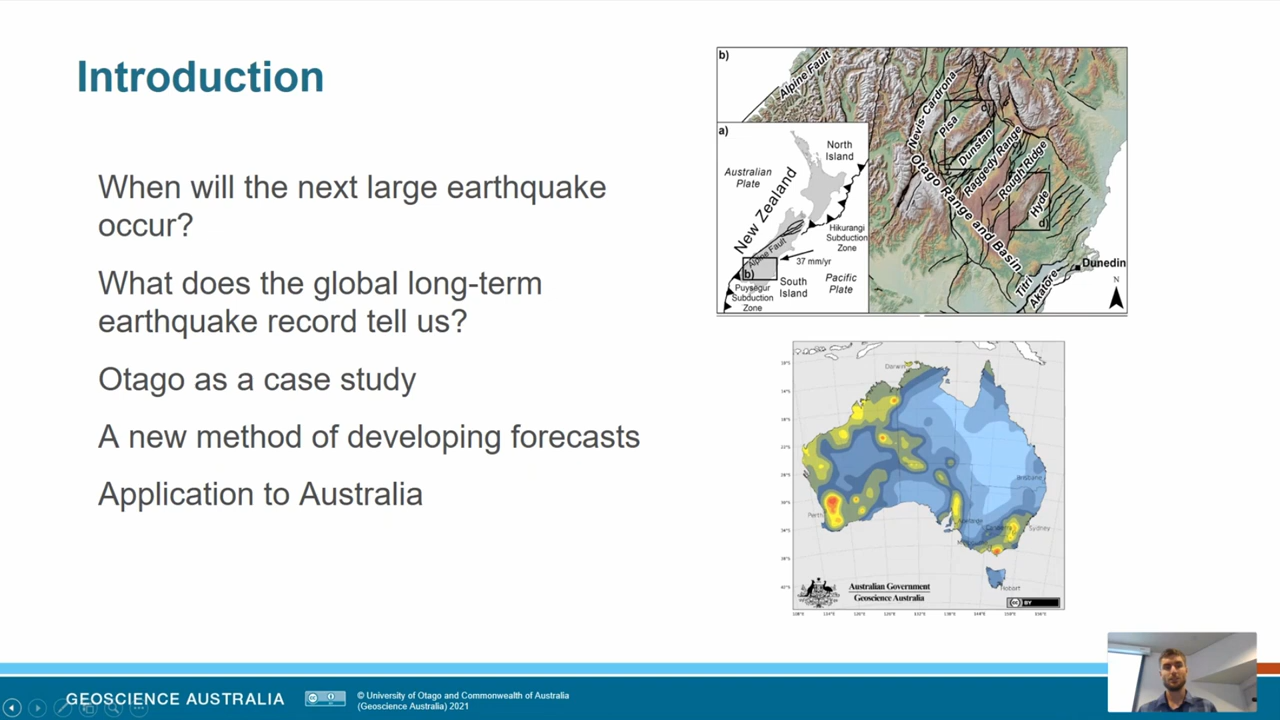 Introduction
When will the next large earthquake
occur?
What does the global long-term
earthquake record tell us?
Otago as a case study
A new method of developing forecasts
Application to Australia
b)
Alpine Fault
Nevis-Cardrona
Pisa
c)
Dunstan
Raggedy Range
Rough Ridge
Hyde
d)
Otago Range and Basin
Titri
Akatore
Dunedin
N
a)
North
Island
Australian
Plate
New Zealand
Alpine Fault
Hikurangi
Subduction
Zone
37 mm/yr
b)
South
Island
Pacific
Plate
Puysegur
Subduction
Zone
Darwin
Brisbane
Perth
Adelaide
Sydney
Hobart
Australian Government
Geoscience Australia
CC BY
GEOSCIENCE AUSTRALIA
© University of Otago and Commonwealth of Australia
(Geoscience Australia) 2021